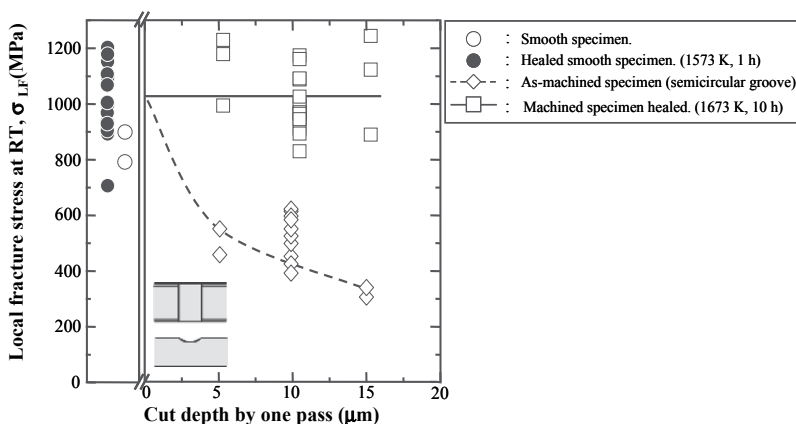 Local fracture stress at RT, σ LF (MPa)
1200
1000
800
600
400
200
0
0
5
10
15
20
Cut depth by one pass (μm)
: Smooth specimen.
: Healed smooth specimen. (1573 K, 1 h)
: As-machined specimen (semicircular groove)
: Machined specimen healed. (1673 K, 10 h)